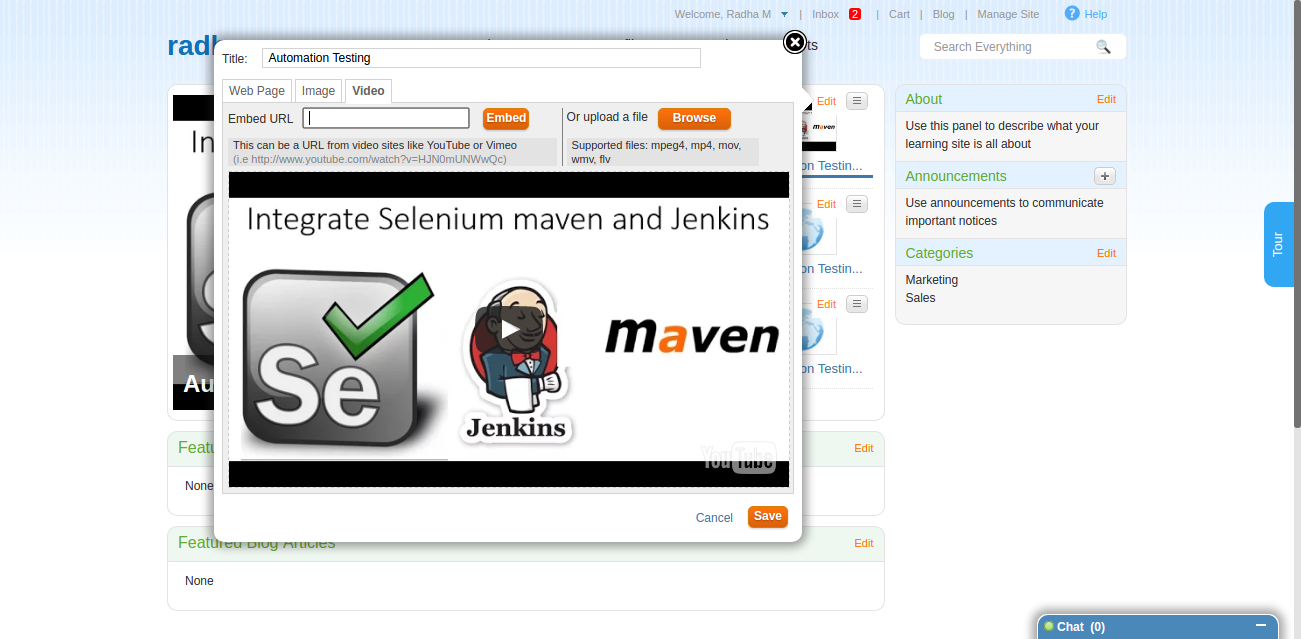 Welcome, Radha M | Inbox 2 | Cart | Blog | Manage Site ? Help
Search Everything
Title: Automation Testing
Web Page Image Video
Embed URL Embed Or upload a file Browse
This can be a URL from video sites like YouTube or Vimeo
(i.e http://www.youtube.com/watch?v=HJN0mUNWwQc)
Supported files: mpeg4, mp4, mov,
wmv, flv
Integrate Selenium maven and Jenkins
Se
Jenkins
maven
YouTube
Cancel Save
Edit
maven
on Testin...
Edit
on Testin...
Edit
on Testin...
About Edit
Use this panel to describe what your
learning site is all about
Announcements +
Use announcements to communicate
important notices
Categories Edit
Marketing
Sales
Tour
In
Au
Featu Edit
None
Featured Blog Articles Edit
None
Chat (0)